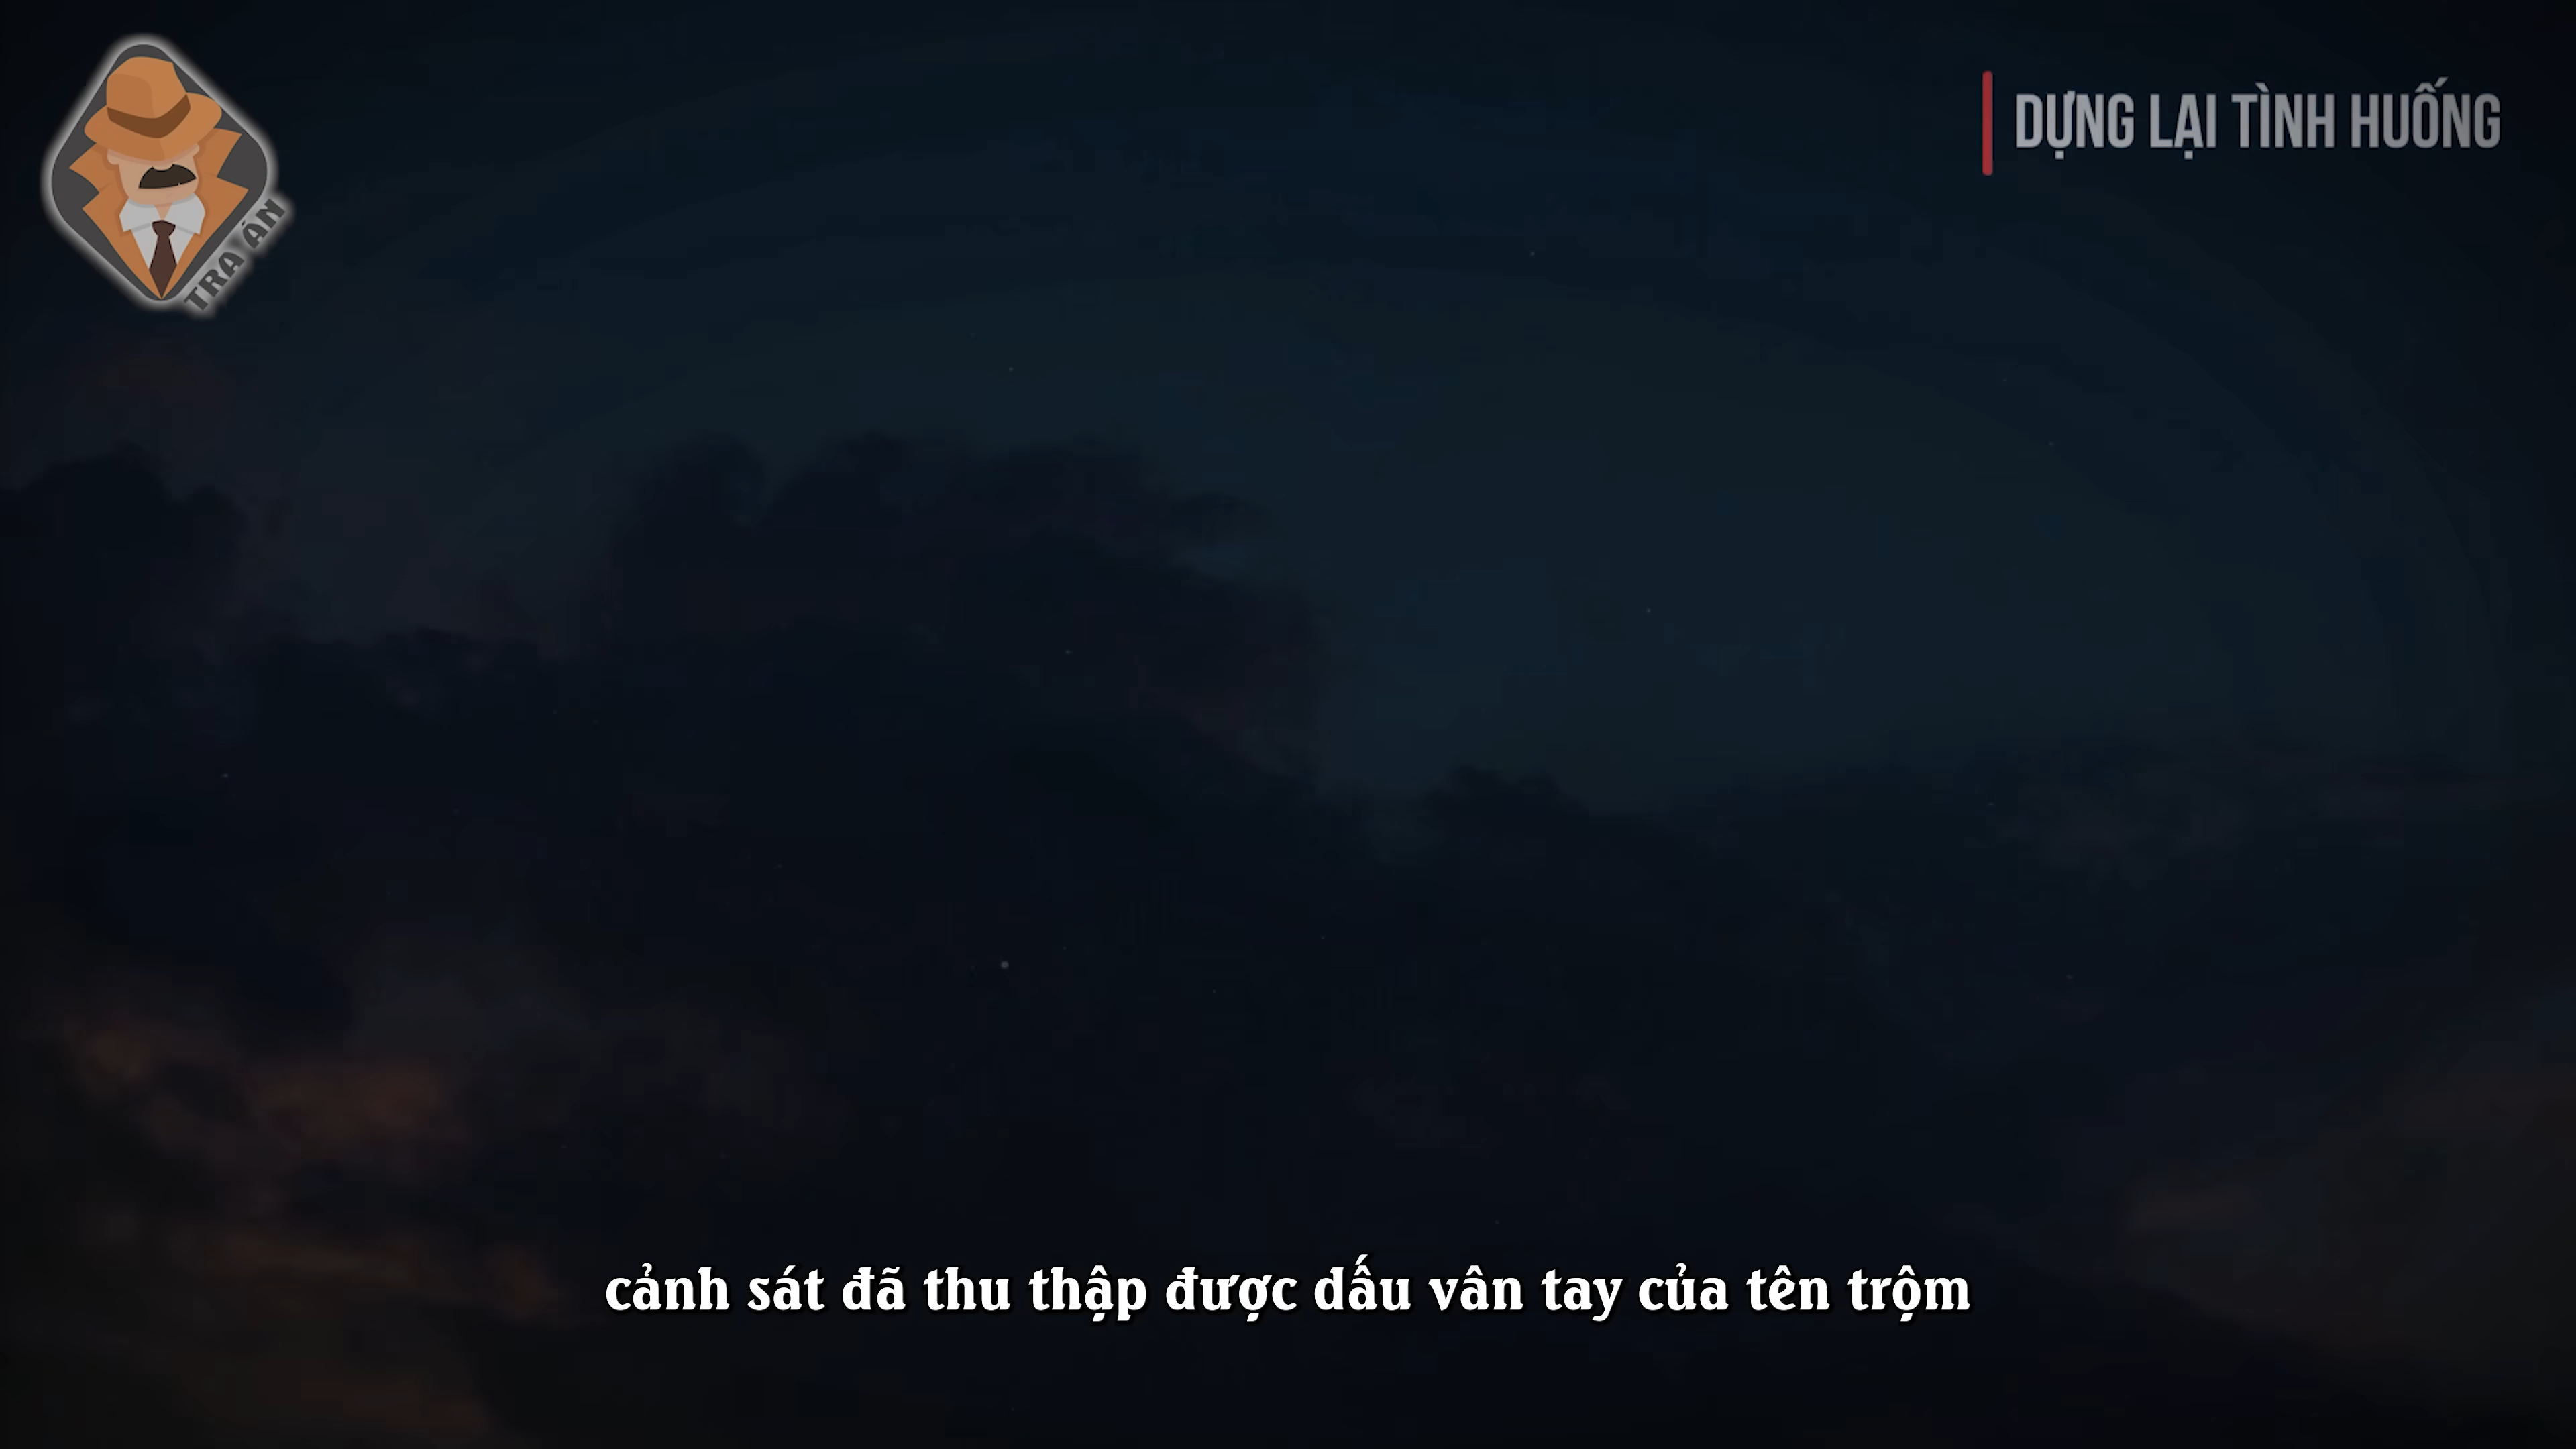 TRA ÁN
DỰNG LẠI TÌNH HUỐNG
cảnh sát đã thu thập được dấu vân tay của tên trộm